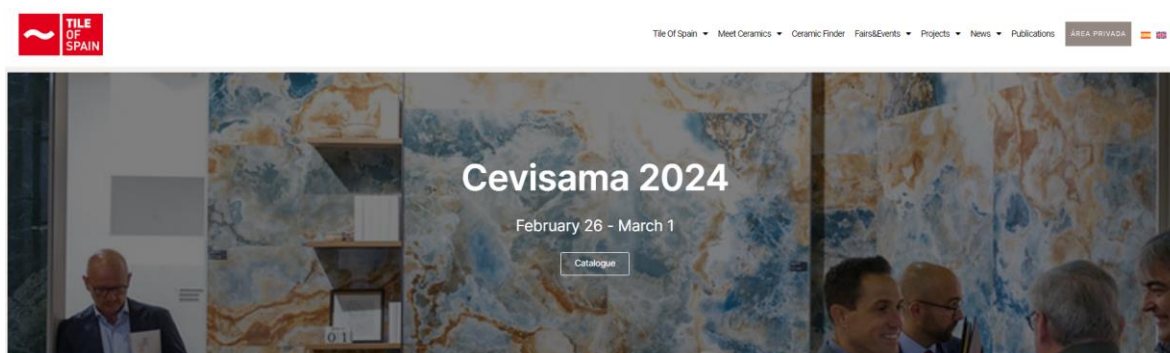 TILE
OF
SPAIN
Tile Of Spain Meet Ceramics Ceramic Finder Fairs&Events Projects News Publications ÁREA PRIVADA
Cevisama 2024
February 26 - March 1
Catalogue